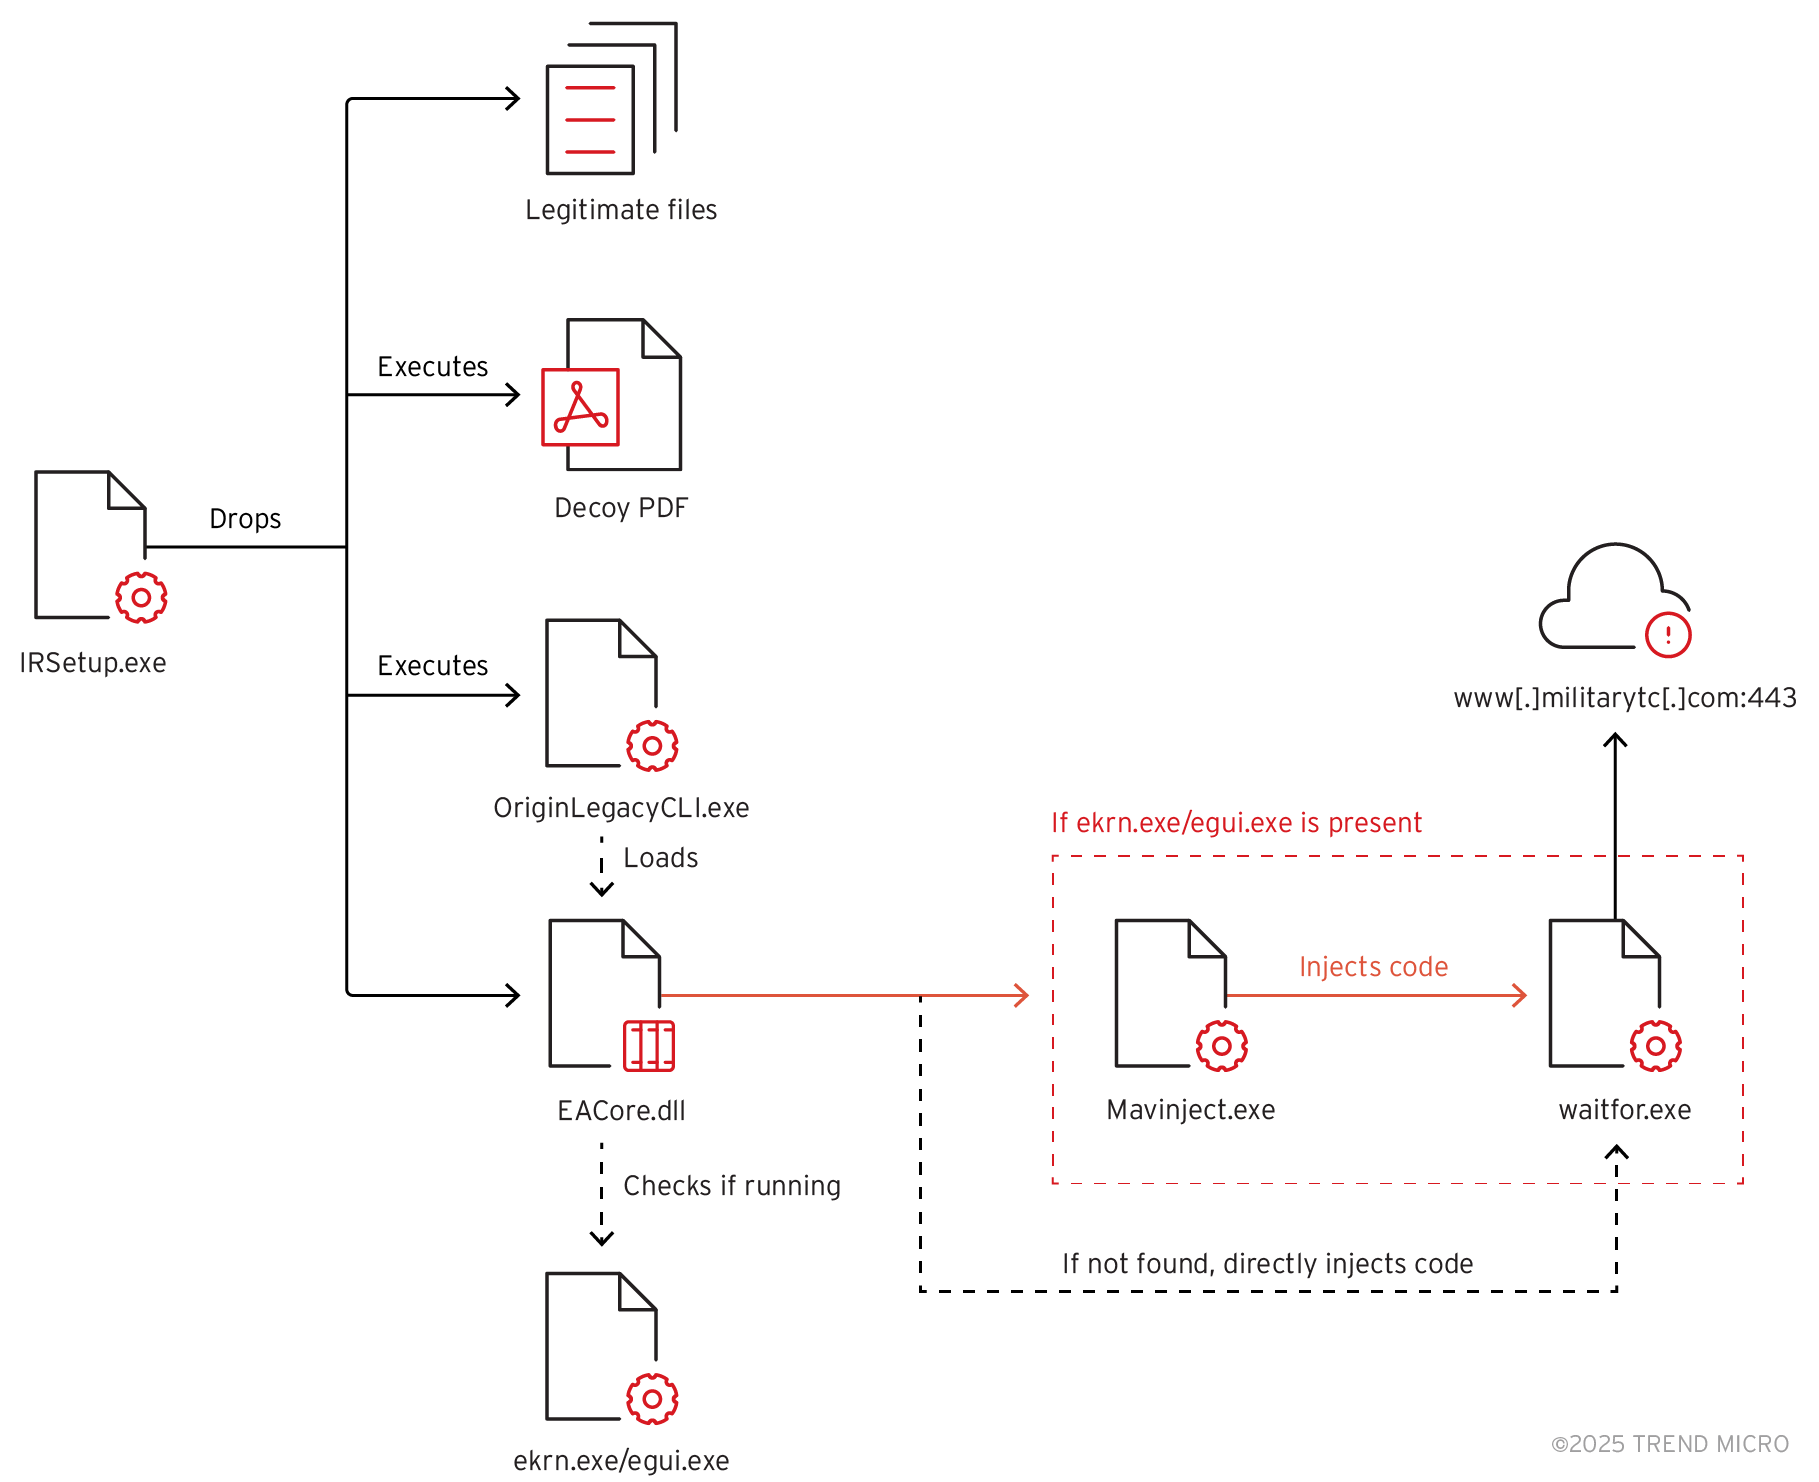 Legitimate files
Executes
Decoy PDF
Drops
IRSetup.exe
Executes
OriginLegacyCLI.exe
Loads
www[.]militarytc[.]com:443
If ekrn.exe/egui.exe is present
Injects code
EACore.dll
Mavinject.exe
waitfor.exe
Checks if running
If not found, directly injects code
ekrn.exe/egui.exe
©2025 TREND MICRO